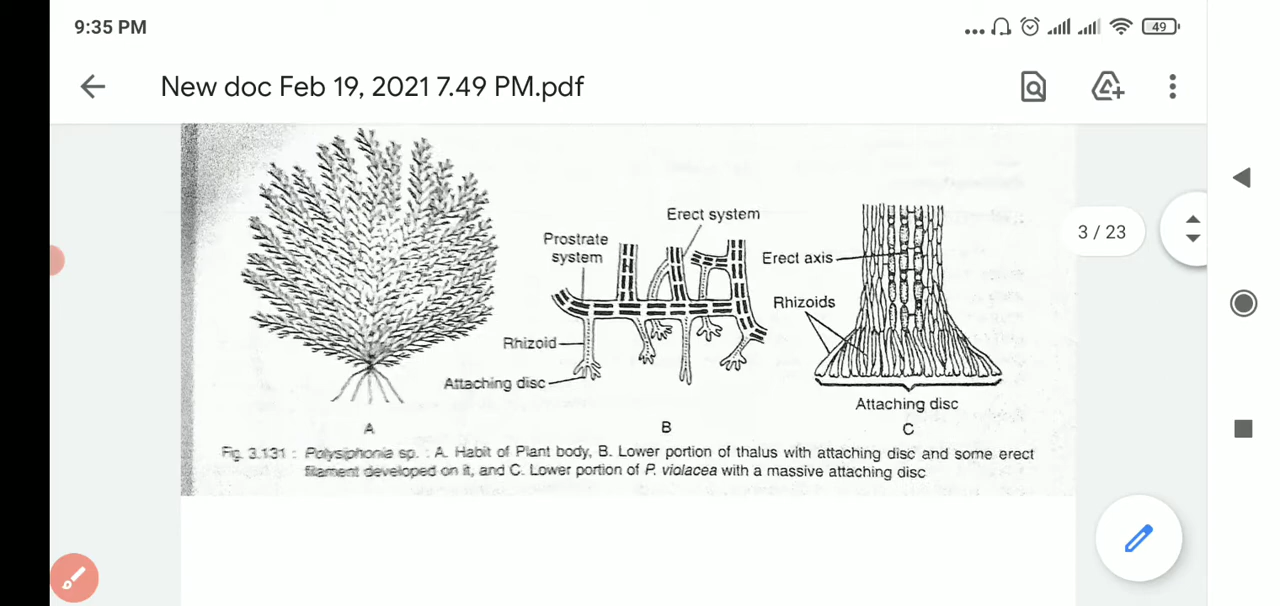 9:35 PM
49
New doc Feb 19, 2021 7.49 PM.pdf
3 / 23
Erect system
Prostrate
system
Erect axis
Rhizoids
Rhizoid
Attaching disc
Attaching disc
A
B
C
Fig. 3.131 : Polysiphonia sp. : A. Habit of Plant body, B. Lower portion of thalus with attaching disc and some erect
filament developed on it, and C. Lower portion of P. violacea with a massive attaching disc